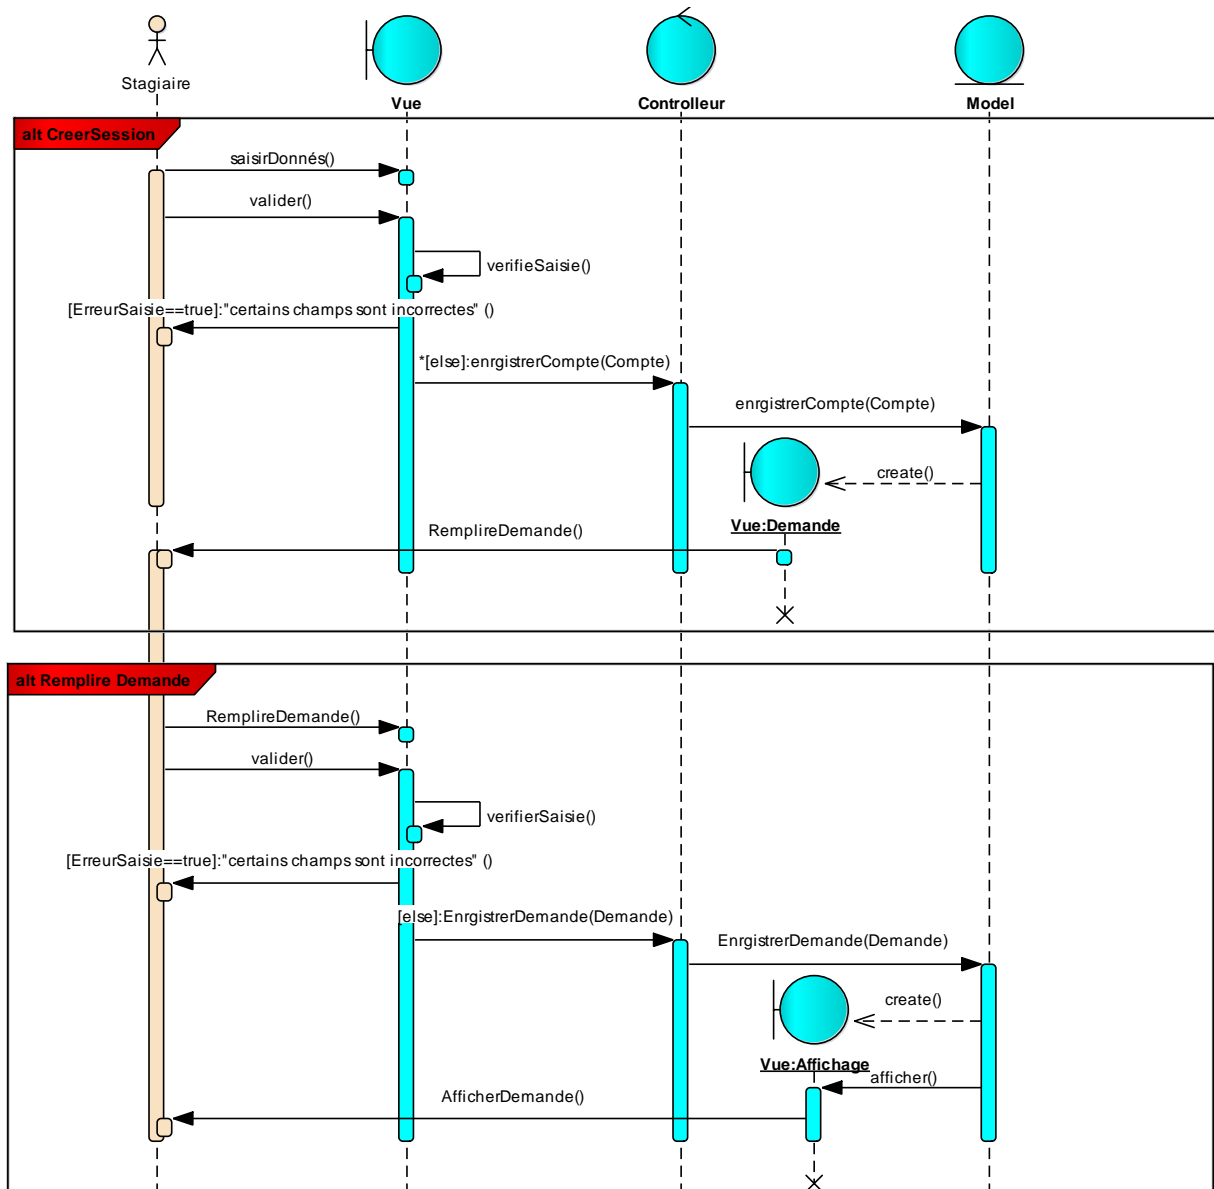 Stagiaire
Vue
Controlleur
Model
alt CreerSession
saisirDonnés()
valider()
verifieSaisie()
[ErreurSaisie==true]:"certains champs sont incorrectes" ()
*[else]:enrgistrerCompte(Compte)
enrgistrerCompte(Compte)
create()
Vue:Demande
RemplireDemande()
alt Remplire Demande
RemplireDemande()
valider()
verifierSaisie()
[ErreurSaisie==true]:"certains champs sont incorrectes" ()
[else]:EnrgistrerDemande(Demande)
EnrgistrerDemande(Demande)
create()
Vue:Affichage
afficher()
AfficherDemande()